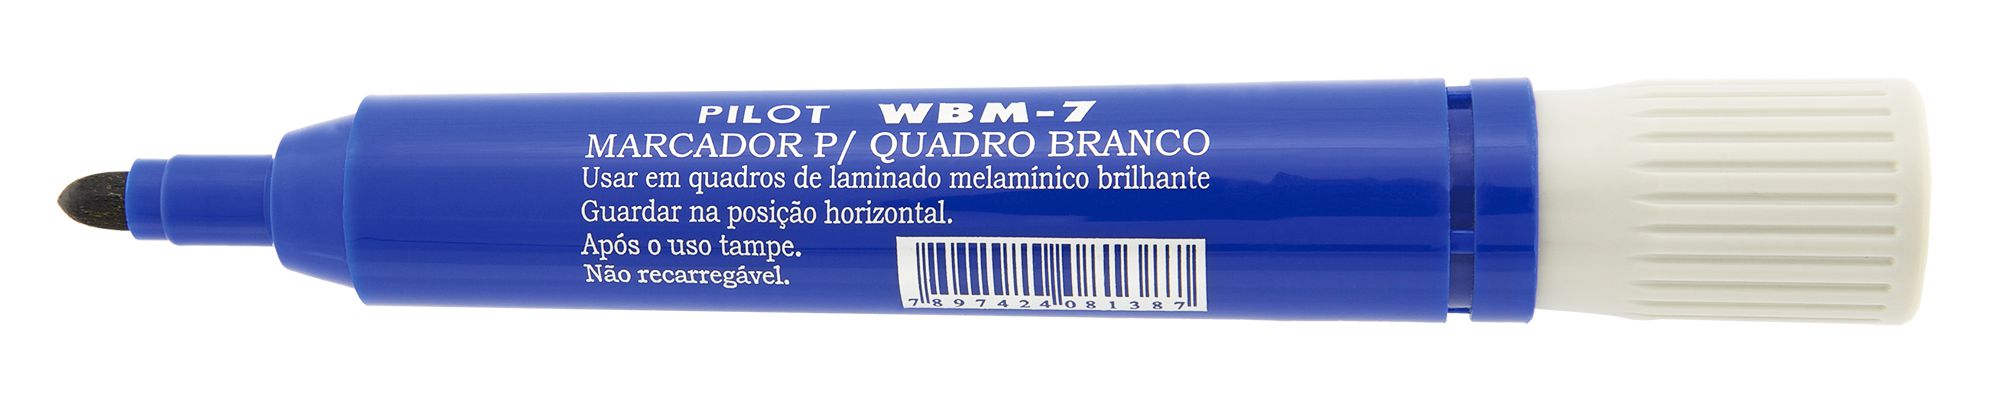 PILOT WBM-7
MARCADOR P/ QUADRO BRANCO
Usar em quadros de laminado melamínico brilhante
Guardar na posição horizontal.
Após o uso tampe.
Não recarregável.
7897424081387